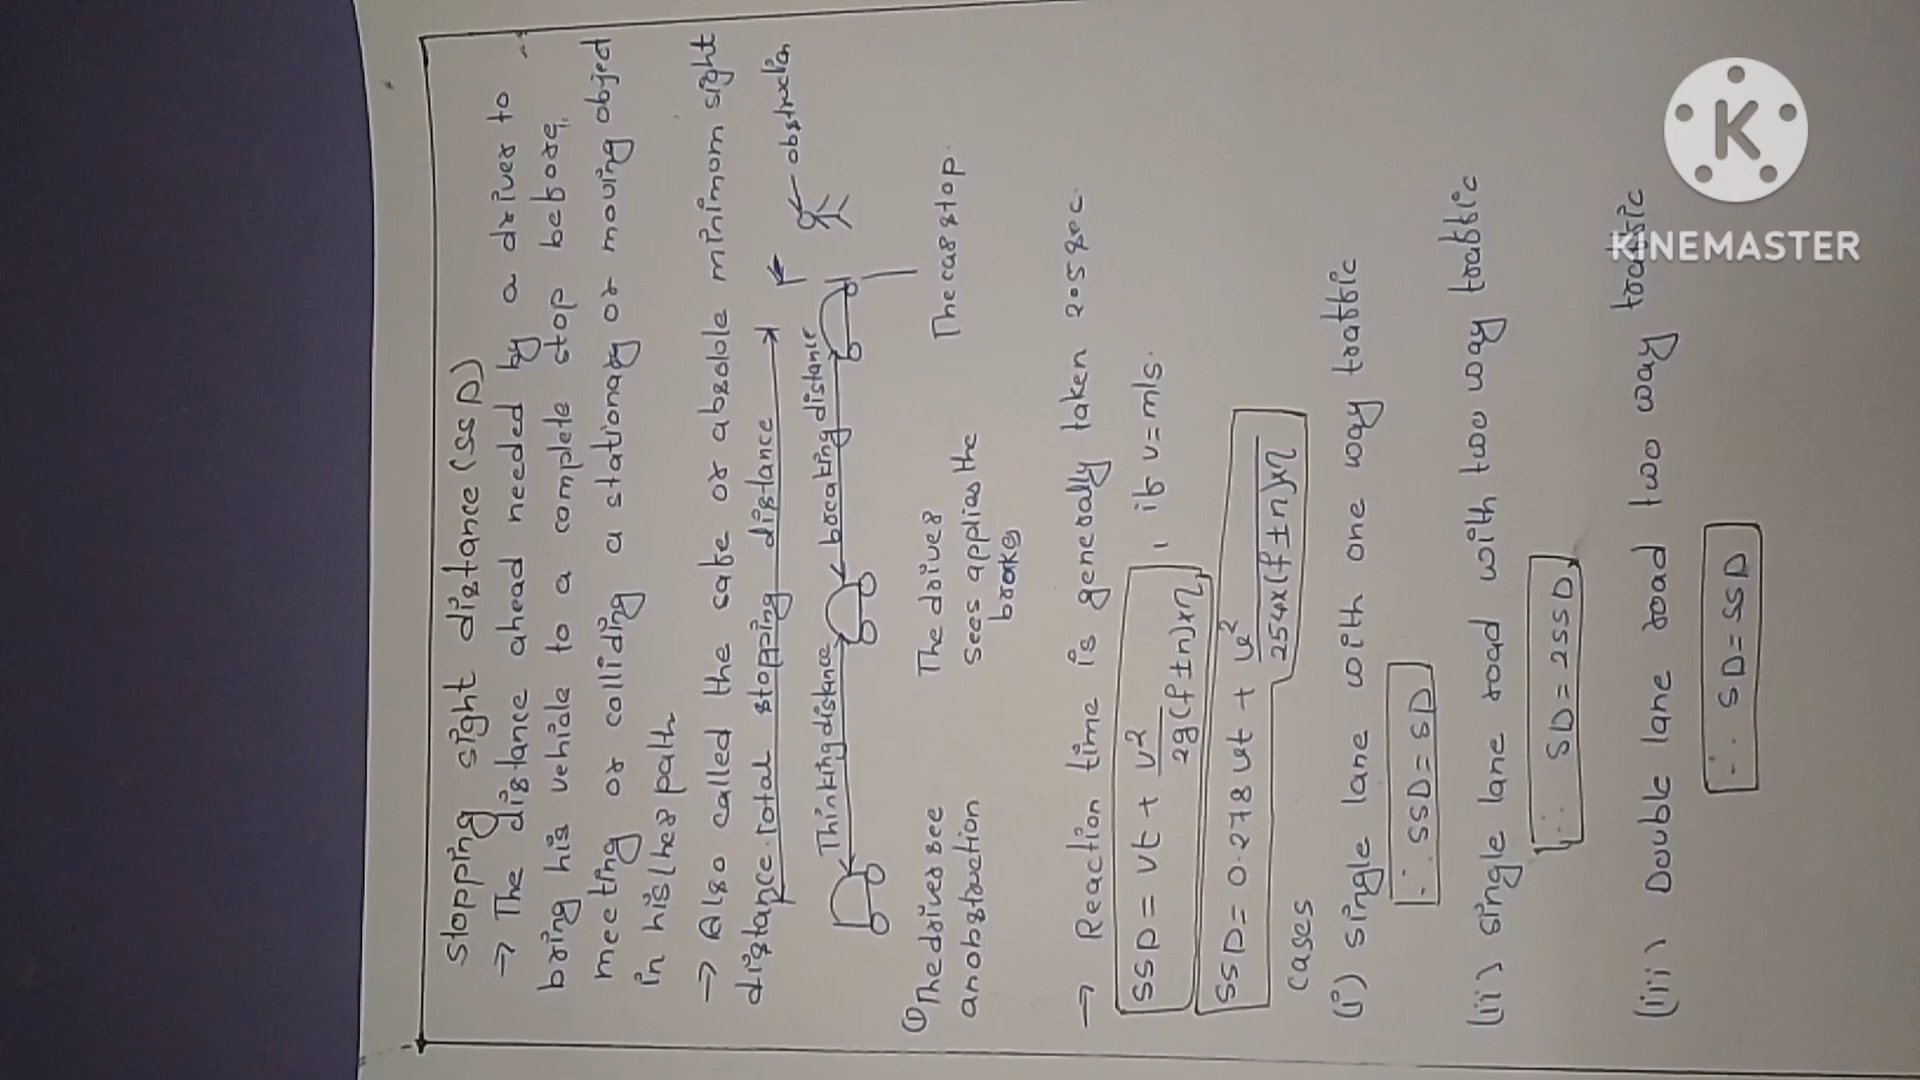 stopping sight distance (SSD)
→ The distance ahead needed by a driver to
bring his vehicle to a complete stop before
meeting or colliding a stationary or moving object
in his/her path
→ Also called the safe or absolole minimum sight
distance. total stopping distance
obstruction
Thinking distance
breaking distance
① The driver see
an obstruction
The driver
sees applies the
brakes
The car stop.
→ Reaction time is generally taken 2.5 sec.
SSD = vt + v²/2g(f±n)×η , if v=m/s.
SSD = 0.278 vt + v²/254×(f±n)×η
cases
(i) single lane with one way traffic
∴ SSD = SD
(ii) single lane road with two way traffic
∴ SD = 2SSD
(iii) Double lane road two way traffic
∴ SD = SSD
K
KINEMASTER